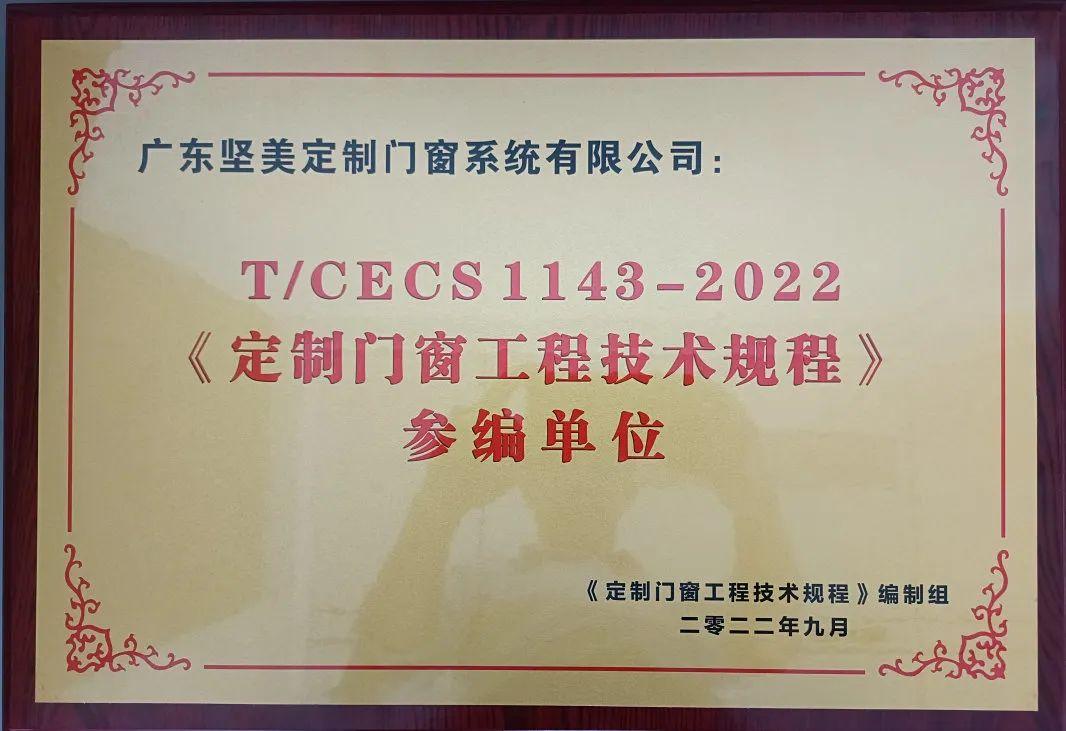 广东坚美定制门窗系统有限公司：
T/CECS 1143-2022
《定制门窗工程技术规程》
参编单位
《定制门窗工程技术规程》编制组
二零二二年九月